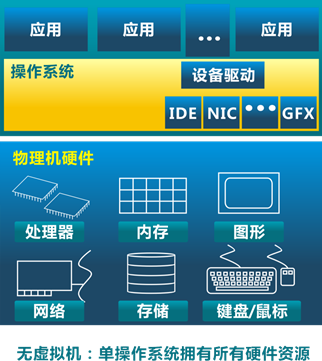 应用 应用 ... 应用
操作系统
设备驱动
IDE NIC ... GFX
物理机硬件
处理器 内存 图形
网络 存储 键盘/鼠标
无虚拟机：单操作系统拥有所有硬件资源